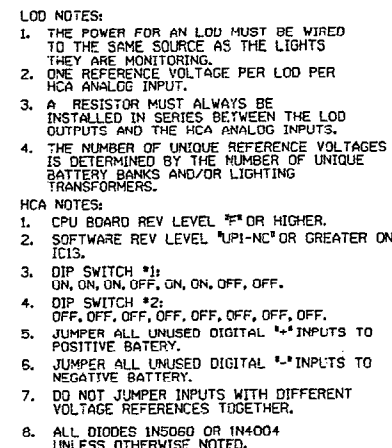 LOD NOTES:
1. THE POWER FOR AN LOD MUST BE WIRED
TO THE SAME SOURCE AS THE LIGHTS
THEY ARE MONITORING.
2. ONE REFERENCE VOLTAGE PER LOD PER
HCA ANALOG INPUT.
3. A RESISTOR MUST ALWAYS BE
INSTALLED IN SERIES BETWEEN THE LOD
OUTPUTS AND THE HCA ANALOG INPUTS.
4. THE NUMBER OF UNIQUE REFERENCE VOLTAGES
IS DETERMINED BY THE NUMBER OF UNIQUE
BATTERY BANKS AND/OR LIGHTING
TRANSFORMERS.
HCA NOTES:
1. CPU BOARD REV LEVEL "F" OR HIGHER.
2. SOFTWARE REV LEVEL "UP1-NC" OR GREATER ON
IC13.
3. DIP SWITCH #1:
ON, ON, ON, OFF, ON, ON, OFF, OFF.
4. DIP SWITCH #2:
OFF, OFF, OFF, OFF, OFF, OFF, OFF, OFF.
5. JUMPER ALL UNUSED DIGITAL "+" INPUTS TO
POSITIVE BATERY.
6. JUMPER ALL UNUSED DIGITAL "-" INPUTS TO
NEGATIVE BATTERY.
7. DO NOT JUMPER INPUTS WITH DIFFERENT
VOLTAGE REFERENCES TOGETHER.
8. ALL DIODES 1N5060 OR 1N4004
UNLESS OTHERWISE NOTED.